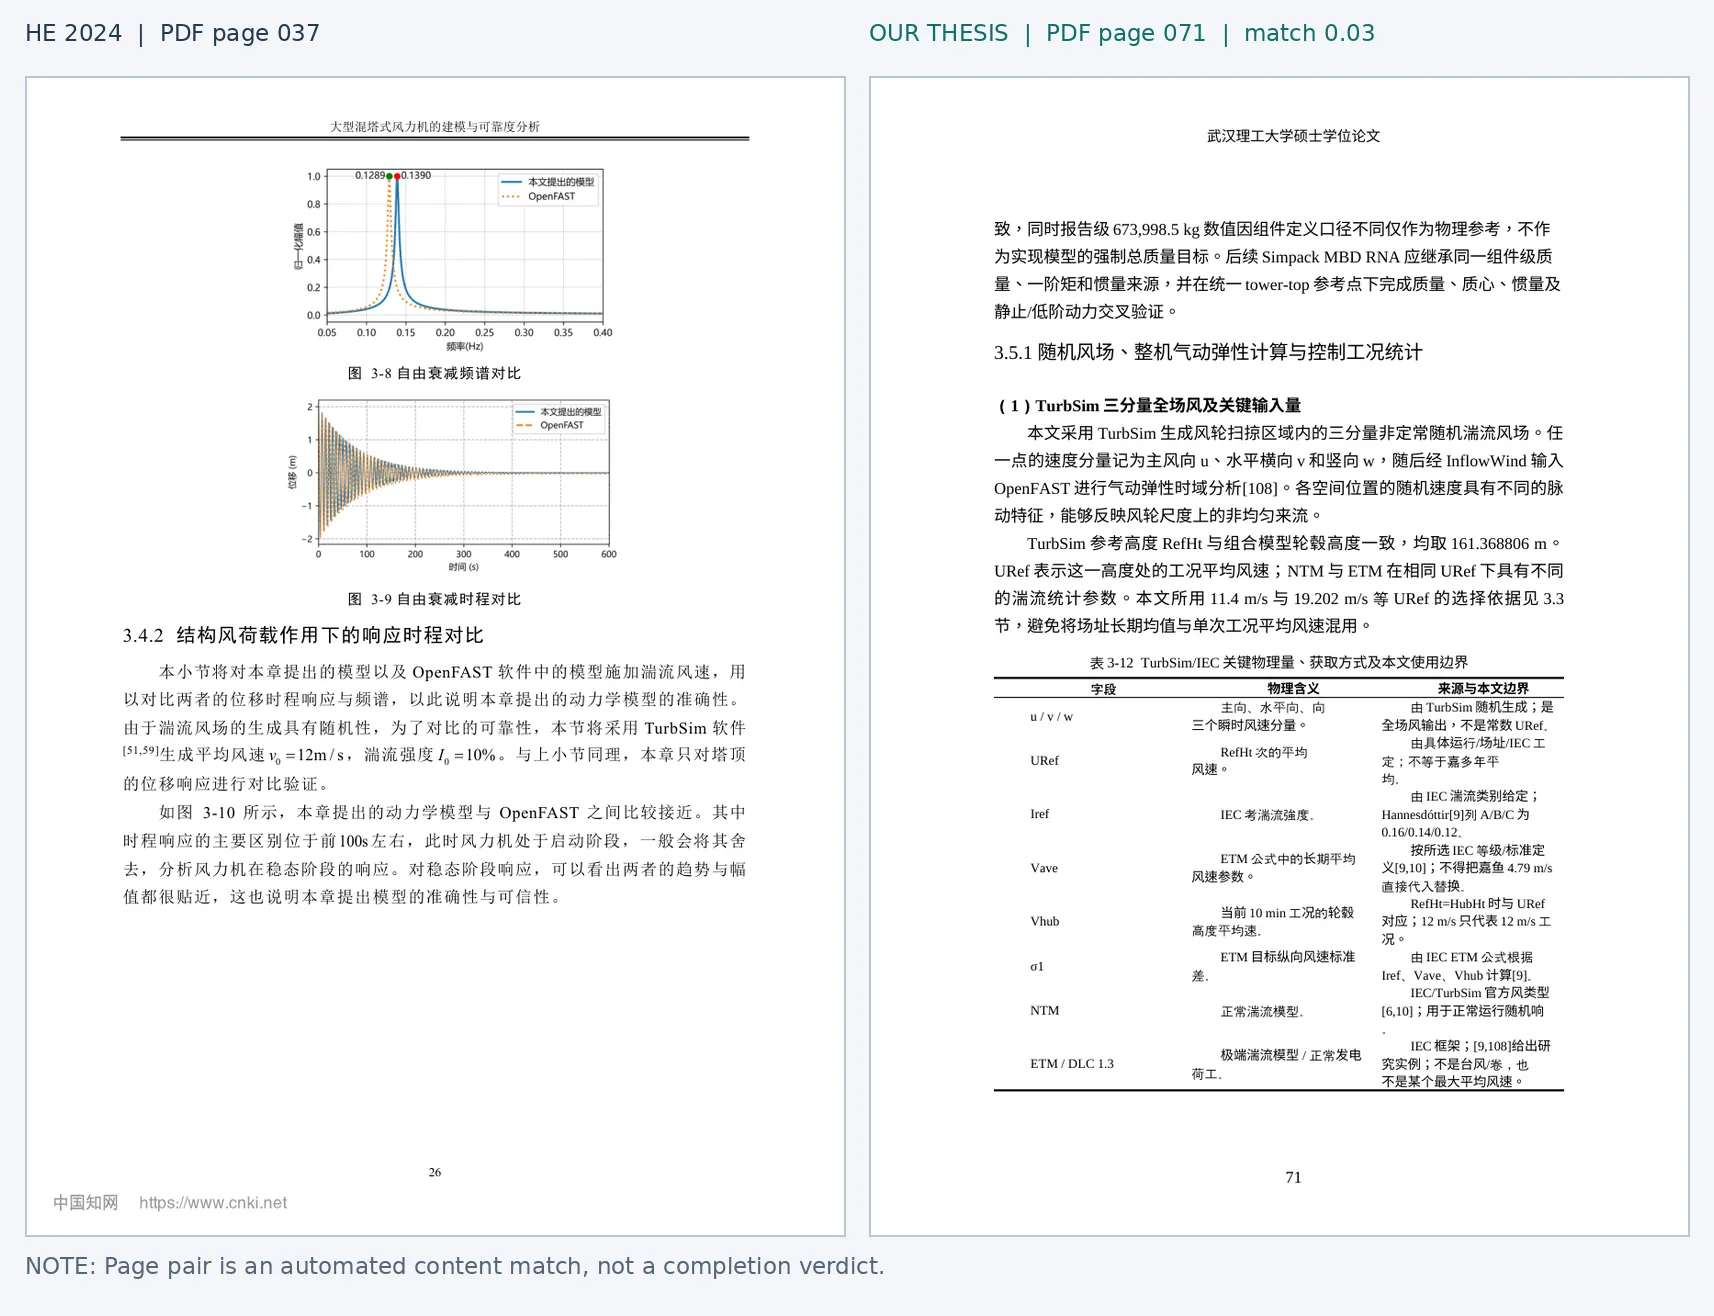 HE 2024 | PDF page 037
大型混塔式风力机的建模与可靠度分析
0.1289
0.1390
本文提出的模型
OpenFAST
归一化幅值
1.0
0.8
0.6
0.4
0.2
0.0
0.05 0.10 0.15 0.20 0.25 0.30 0.35 0.40
频率(Hz)
图 3-8 自由衰减频谱对比
本文提出的模型
OpenFAST
位移 (m)
2
1
0
−1
−2
0 100 200 300 400 500 600
时间 (s)
图 3-9 自由衰减时程对比
3.4.2 结构风荷载作用下的响应时程对比
本小节将对本章提出的模型以及 OpenFAST 软件中的模型施加湍流风速，用
以对比两者的位移时程响应与频谱，以此说明本章提出的动力学模型的准确性。
由于湍流风场的生成具有随机性，为了对比的可靠性，本节将采用 TurbSim 软件
[51,59]生成平均风速 v0 =12m/s，湍流强度 I0 =10%。与上小节同理，本章只对塔顶
的位移响应进行对比验证。
如图 3-10 所示，本章提出的动力学模型与 OpenFAST 之间比较接近。其中
时程响应的主要区别位于前100s左右，此时风力机处于启动阶段，一般会将其舍
去，分析风力机在稳态阶段的响应。对稳态阶段响应，可以看出两者的趋势与幅
值都很贴近，这也说明本章提出模型的准确性与可信性。
26
中国知网 https://www.cnki.net
OUR THESIS | PDF page 071 | match 0.03
武汉理工大学硕士学位论文
致，同时报告级 673,998.5 kg 数值因组件定义口径不同仅作为物理参考，不作
为实现模型的强制总质量目标。后续 Simpack MBD RNA 应继承同一组件级质
量、一阶矩和惯量来源，并在统一 tower-top 参考点下完成质量、质心、惯量及
静止/低阶动力交叉验证。
3.5.1 随机风场、整机气动弹性计算与控制工况统计
（1）TurbSim 三分量全场风及关键输入量
本文采用 TurbSim 生成风轮扫掠区域内的三分量非定常随机湍流风场。任
一点的速度分量记为主风向 u、水平横向 v 和竖向 w，随后经 InflowWind 输入
OpenFAST 进行气动弹性时域分析[108]。各空间位置的随机速度具有不同的脉
动特征，能够反映风轮尺度上的非均匀来流。
TurbSim 参考高度 RefHt 与组合模型轮毂高度一致，均取 161.368806 m。
URef 表示这一高度处的工况平均风速；NTM 与 ETM 在相同 URef 下具有不同
的湍流统计参数。本文所用 11.4 m/s 与 19.202 m/s 等 URef 的选择依据见 3.3
节，避免将场址长期均值与单次工况平均风速混用。
表 3-12 TurbSim/IEC 关键物理量、获取方式及本文使用边界
字段 物理含义 来源与本文边界
u / v / w
主向、水平向、向
三个瞬时风速分量。
由 TurbSim 随机生成；是
全场风输出，不是常数 URef。
URef
RefHt 次的平均
风速。
由具体运行/场址/IEC 工
定；不等于嘉多年平
均。
Iref
IEC 考湍流強度。
由 IEC 湍流类别给定；
Hannesdóttir[9]列 A/B/C 为
0.16/0.14/0.12。
Vave
ETM 公式中的长期平均
风速参数。
按所选 IEC 等级/标准定
义[9,10]；不得把嘉鱼 4.79 m/s
直接代入替换。
Vhub
当前 10 min 工况的轮毂
高度平均速。
RefHt=HubHt 时与 URef
对应；12 m/s 只代表 12 m/s 工
况。
σ1
ETM 目标纵向风速标准
差。
由 IEC ETM 公式根据
Iref、Vave、Vhub 计算[9]。
NTM
正常湍流模型。
IEC/TurbSim 官方风类型
[6,10]；用于正常运行随机响
。
ETM / DLC 1.3
极端湍流模型 / 正常发电
荷工。
IEC 框架；[9,108]给出研
究实例；不是台风/卷，也
不是某个最大平均风速。
71
NOTE: Page pair is an automated content match, not a completion verdict.